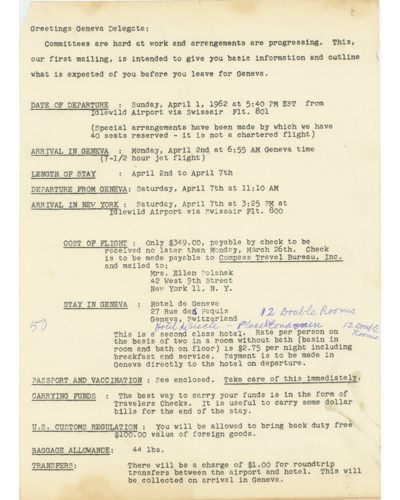 Greetings Geneva Delegate:
Committees are hard at work and arrangements are progressing. This,
our first mailing, is intended to give you basic information and outline
what is expected of you before you leave for Geneva.
DATE OF DEPARTURE : Sunday, April 1, 1962 at 5:40 PM EST from
Idlewild Airport via Swissair Flt. 801
(Special arrangements have been made by which we have
40 seats reserved - it is not a chartered flight)
ARRIVAL IN GENEVA : Monday, April 2nd at 6:55 AM Geneva time
(7-1/2 hour jet flight)
LENGTH OF STAY : April 2nd to April 7th
DEPARTURE FROM GENEVA: Saturday, April 7th at 11:10 AM
ARRIVAL IN NEW YORK : Saturday, April 7th at 3:25 PM at
Idlewild Airport via Swissair Flt. 800
COST OF FLIGHT : Only $349.00, payable by check to be
received no later than Monday, March 26th. Check
is to be made payable to Compass Travel Bureau, Inc.
and mailed to:
Mrs. Ellen Polshek
42 West 9th Street
New York 11, N. Y.
STAY IN GENEVA : Hotel de Geneve
27 Rue des Paquis 12 Double Rooms
Geneva, Switzerland
50 Hotel - Place 12 Double Rooms
This is a second class hotel. Rate per person on
the basis of two in a room without bath (basin in
room and bath on floor) is $2.75 per night including
breakfast and service. Payment is to be made in
Geneva directly to the hotel on departure.
PASSPORT AND VACCINATION : See enclosed. Take care of this immediately.
CARRYING FUNDS : The best way to carry your funds is in the form of
Travelers Checks. It is useful to carry some dollar
bills for the end of the stay.
U.S. CUSTOMS REGULATION : You will be allowed to bring back duty free
$100.00 value of foreign goods.
BAGGAGE ALLOWANCE: 44 lbs.
TRANSFERS: There will be a charge of $1.00 for roundtrip
transfers between the airport and hotel. This will
be collected on arrival in Geneva.